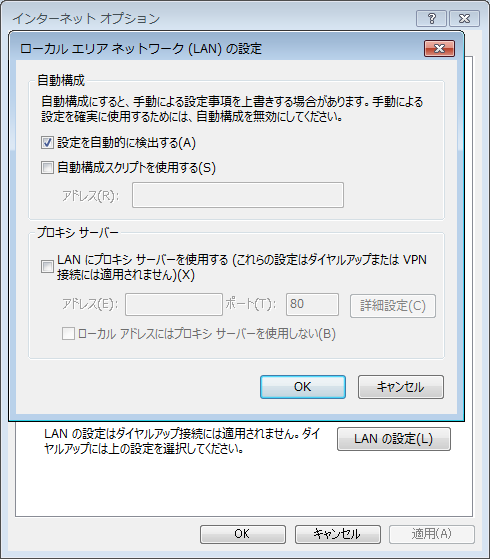 インターネット オプション
ローカル エリア ネットワーク (LAN) の設定
自動構成
自動構成にすると、手動による設定事項を上書きする場合があります。手動による
設定を確実に使用するためには、自動構成を無効にしてください。
設定を自動的に検出する(A)
自動構成スクリプトを使用する(S)
アドレス(R):
プロキシ サーバー
LAN にプロキシ サーバーを使用する (これらの設定はダイヤルアップまたは VPN
接続には適用されません)(X)
アドレス(E): ポート(T): 80 詳細設定(C)
ローカル アドレスにはプロキシ サーバーを使用しない(B)
OK キャンセル
LAN の設定はダイヤルアップ接続には適用されません。ダイ
ヤルアップには上の設定を選択してください。
LAN の設定(L)
OK キャンセル 適用(A)